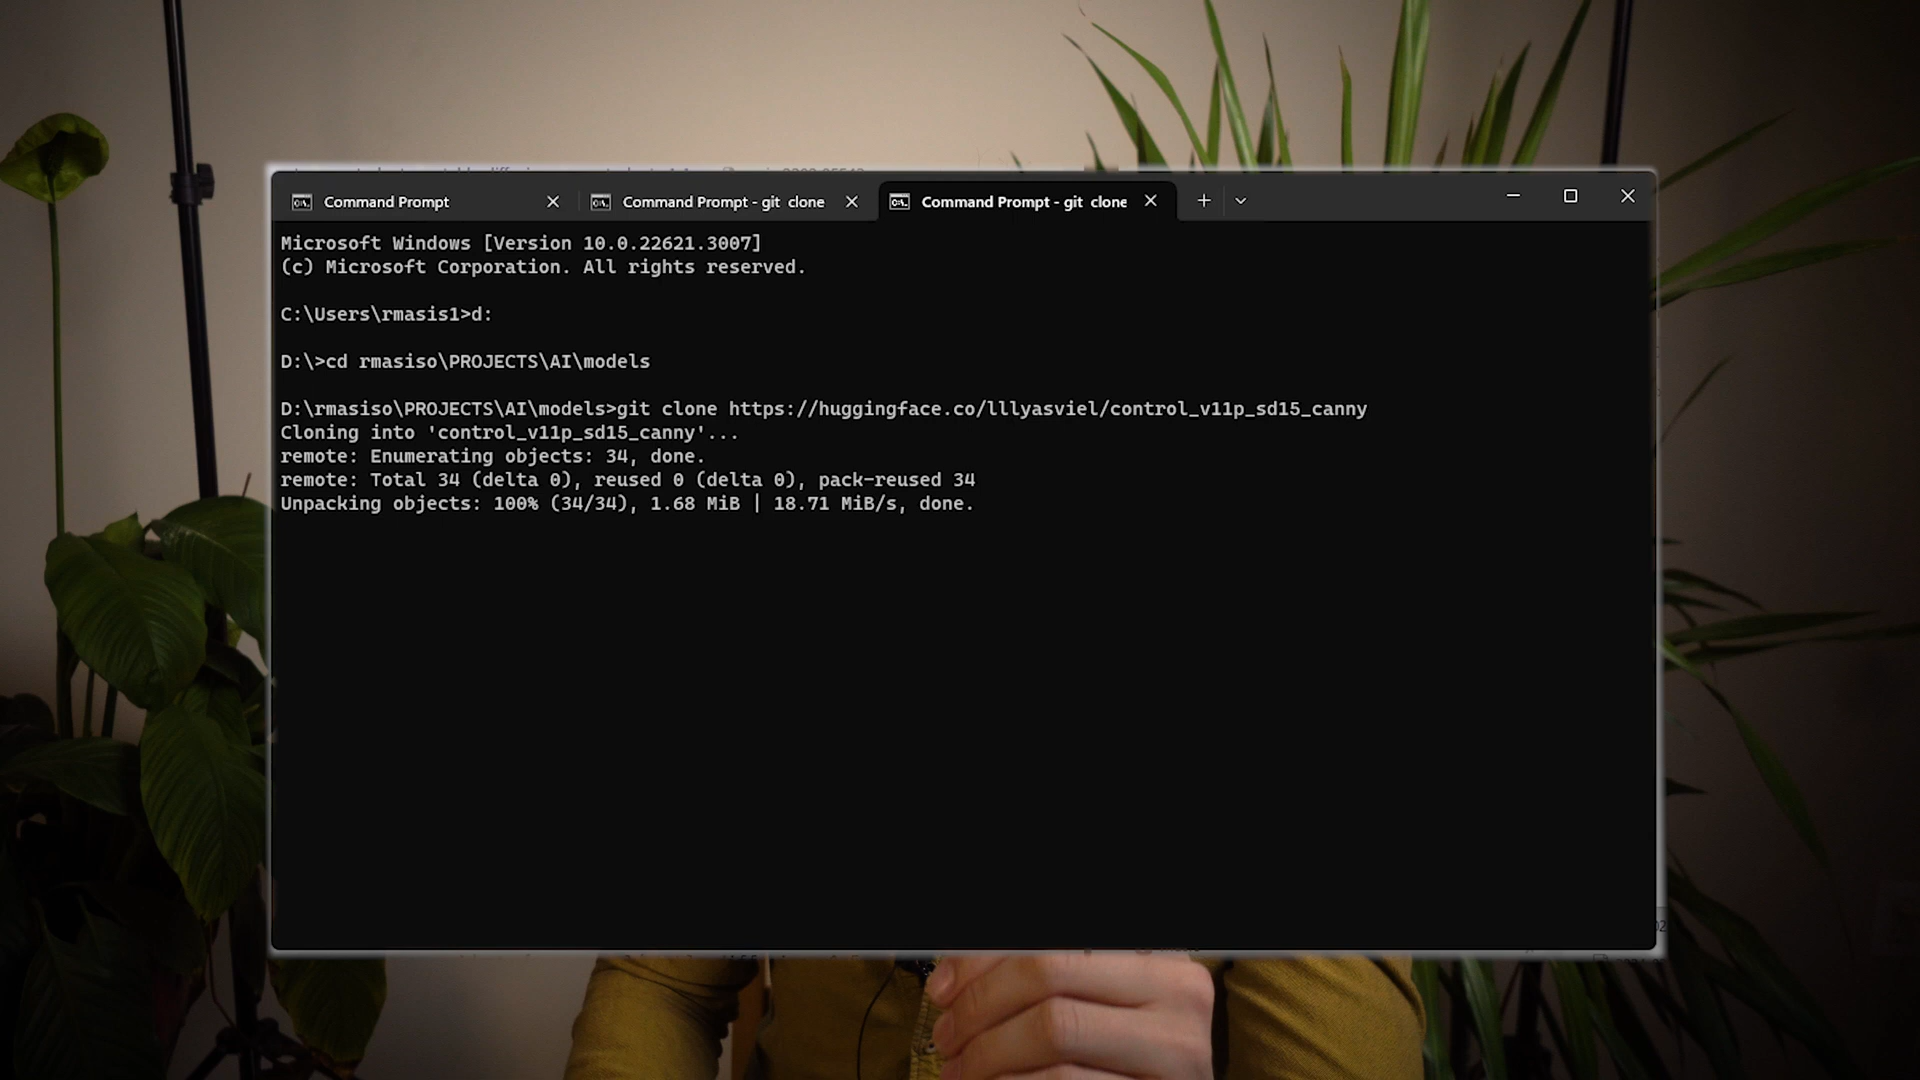 Command Prompt
Command Prompt - git clone
Command Prompt - git clone
Microsoft Windows [Version 10.0.22621.3007]
(c) Microsoft Corporation. All rights reserved.
C:\Users\rmasis1>d:
D:\>cd rmasiso\PROJECTS\AI\models
D:\rmasiso\PROJECTS\AI\models>git clone https://huggingface.co/lllyasviel/control_v11p_sd15_canny
Cloning into 'control_v11p_sd15_canny'...
remote: Enumerating objects: 34, done.
remote: Total 34 (delta 0), reused 0 (delta 0), pack-reused 34
Unpacking objects: 100% (34/34), 1.68 MiB | 18.71 MiB/s, done.